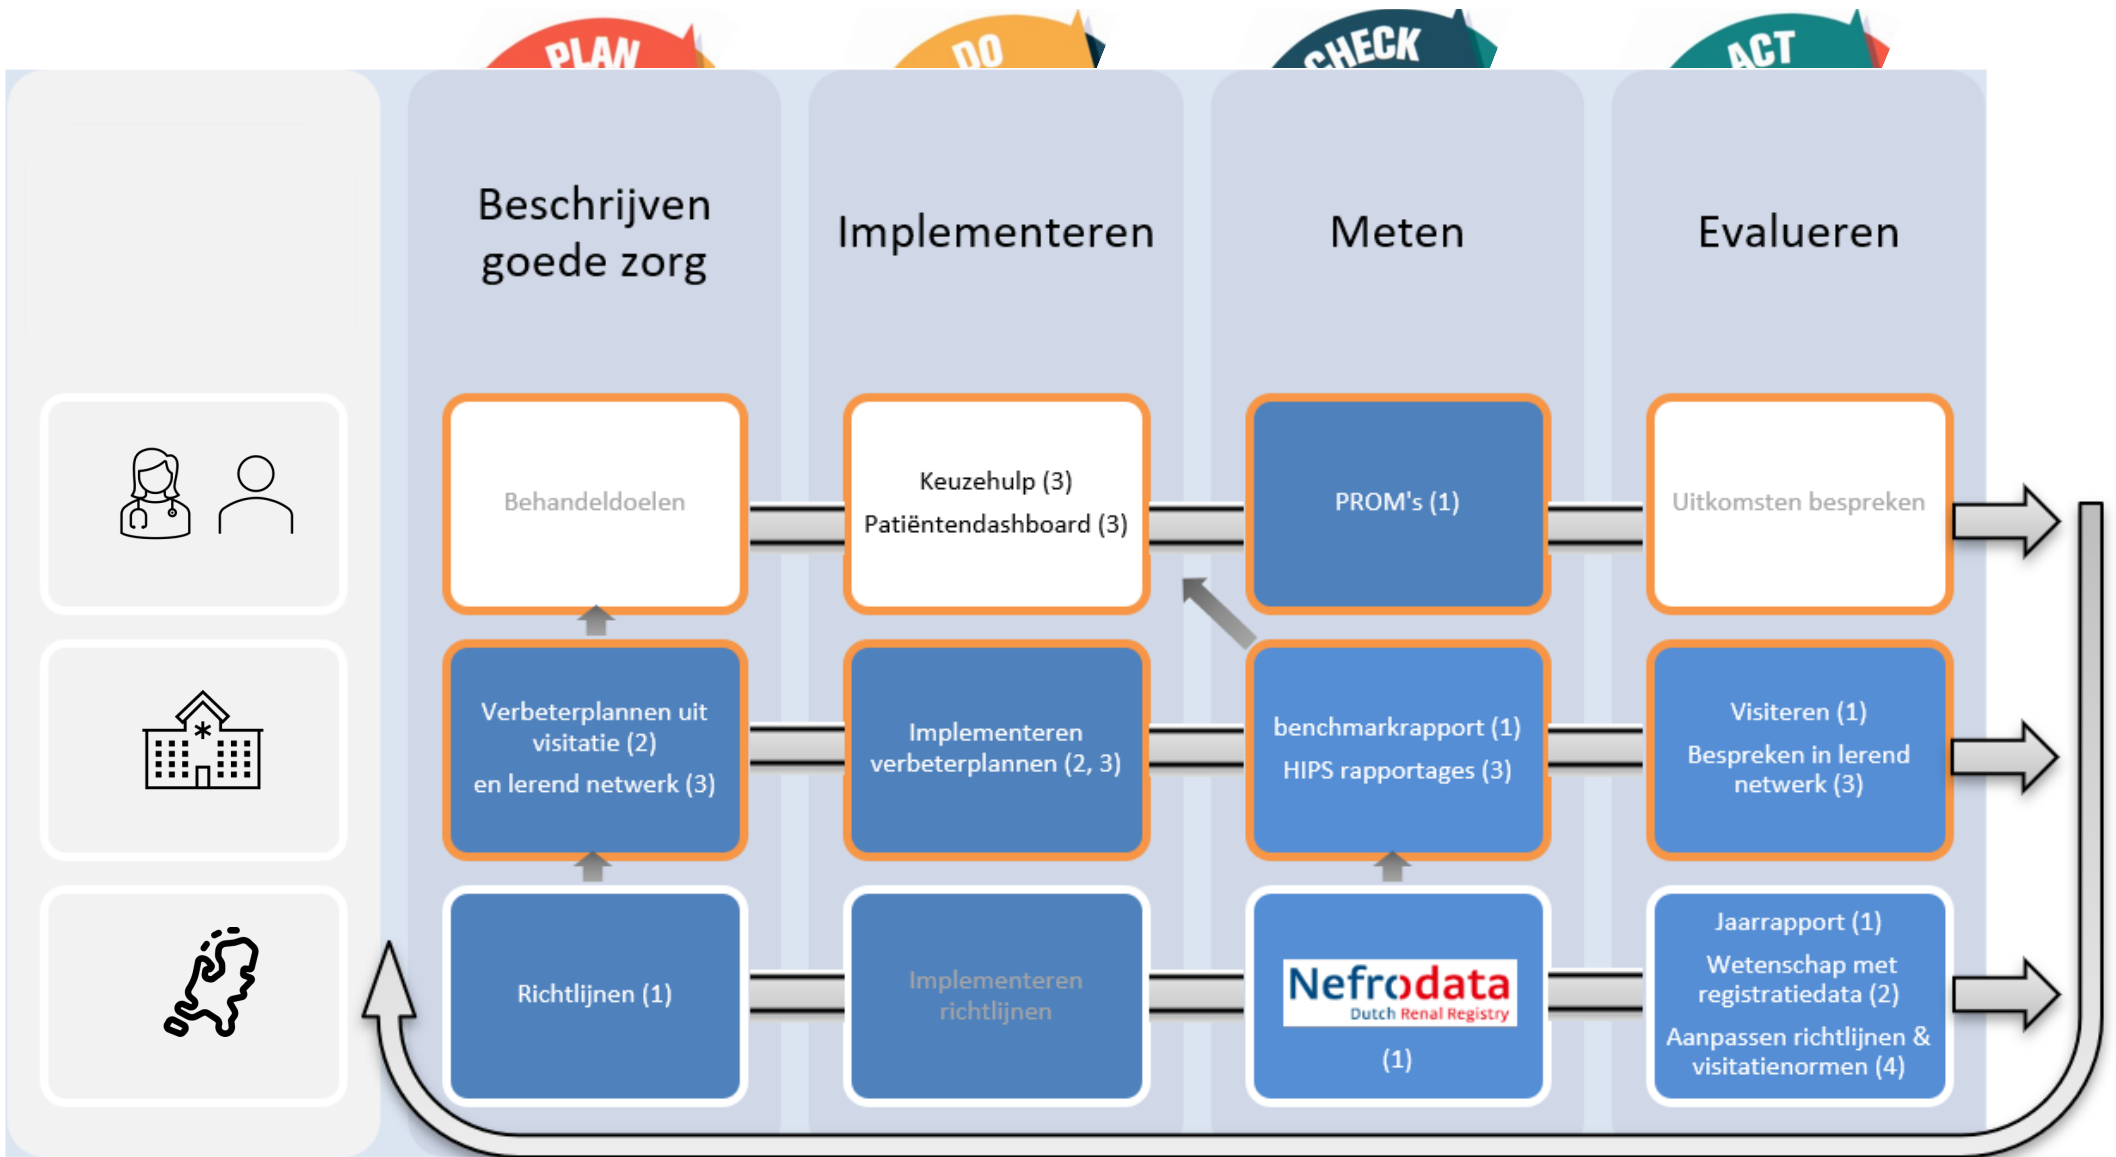 PLAN
DO
CHECK
ACT
Beschrijven
goede zorg
Implementeren
Meten
Evalueren
Behandeldoelen
Keuzehulp (3)
Patiëntendashboard (3)
PROM's (1)
Uitkomsten bespreken
Verbeterplannen uit
visitatie (2)
en lerend netwerk (3)
Implementeren
verbeterplannen (2, 3)
benchmarkrapport (1)
HIPS rapportages (3)
Visiteren (1)
Bespreken in lerend
netwerk (3)
Richtlijnen (1)
Implementeren
richtlijnen
Nefrodata
Dutch Renal Registry
(1)
Jaarrapport (1)
Wetenschap met
registratiedata (2)
Aanpassen richtlijnen &
visitatienormen (4)